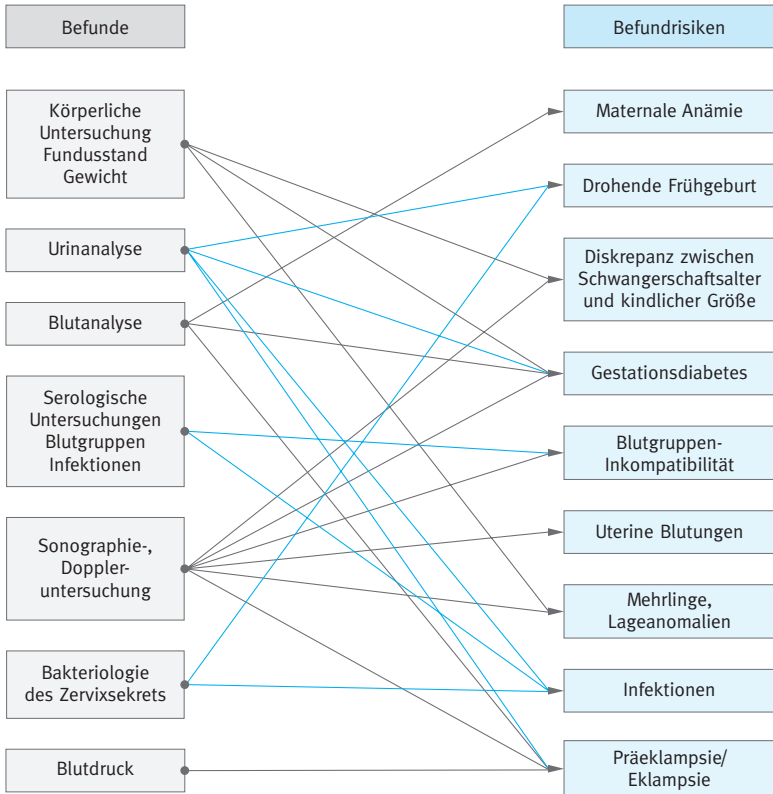 Befunde
Körperliche
Untersuchung
Fundusstand
Gewicht
Urinanalyse
Blutanalyse
Serologische
Untersuchungen
Blutgruppen
Infektionen
Sonographie-,
Doppler-
untersuchung
Bakteriologie
des Zervixsekrets
Blutdruck
Befundrisiken
Maternale Anämie
Drohende Frühgeburt
Diskrepanz zwischen
Schwangerschaftsalter
und kindlicher Größe
Gestationsdiabetes
Blutgruppen-
Inkompatibilität
Uterine Blutungen
Mehrlinge,
Lageanomalien
Infektionen
Präeklampsie/
Eklampsie